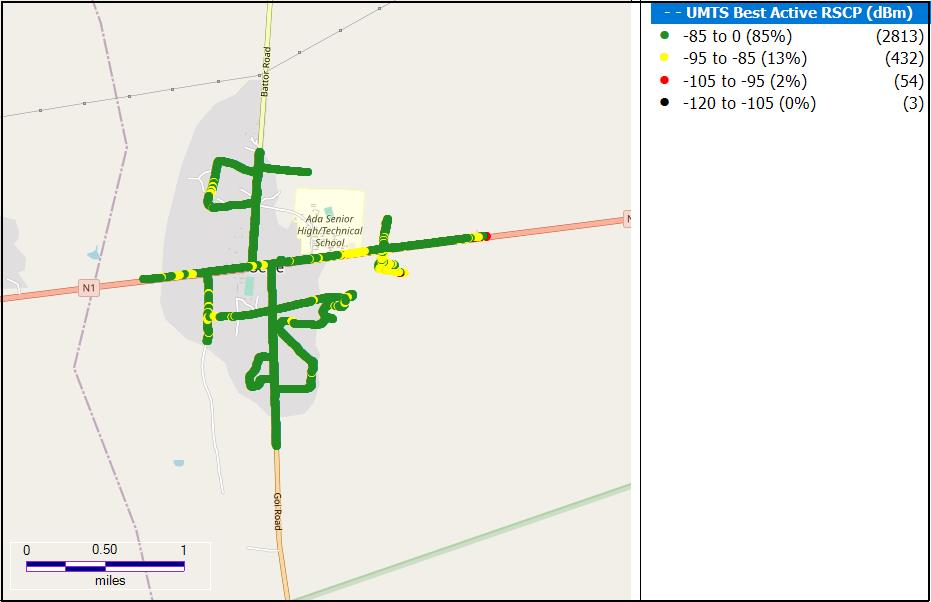 - - UMTS Best Active RSCP (dBm)
-85 to 0 (85%) (2813)
-95 to -85 (13%) (432)
-105 to -95 (2%) (54)
-120 to -105 (0%) (3)
Battor Road
Ada Senior
High/Technical
School
N1
Goi Road
0 0.50 1
miles